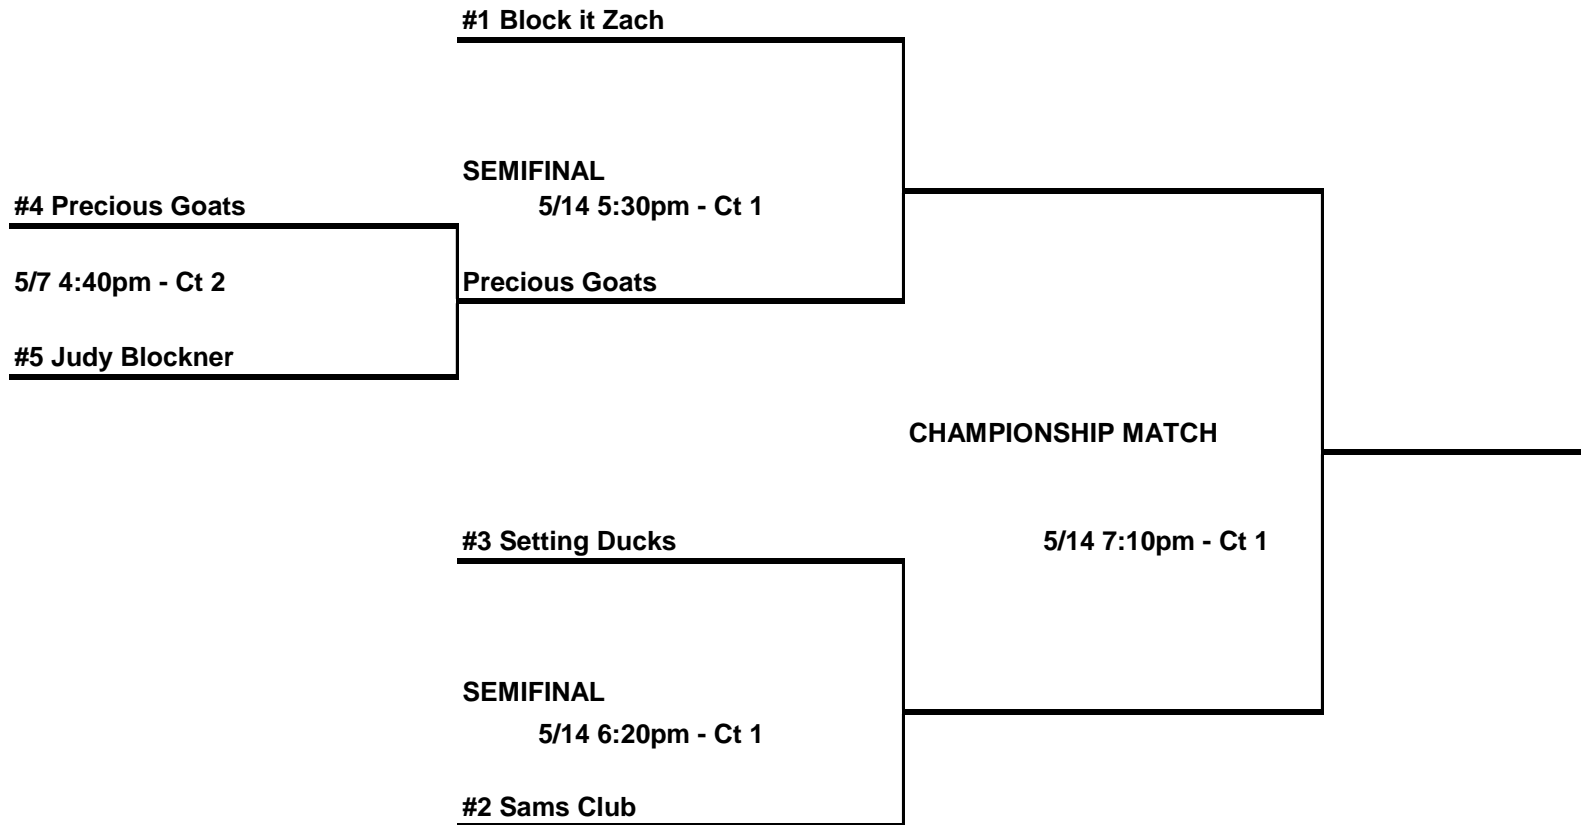 #1 Block it Zach
SEMIFINAL
5/14 5:30pm - Ct 1
#4 Precious Goats
5/7 4:40pm - Ct 2
Precious Goats
#5 Judy Blockner
CHAMPIONSHIP MATCH
5/14 7:10pm - Ct 1
#3 Setting Ducks
SEMIFINAL
5/14 6:20pm - Ct 1
#2 Sams Club